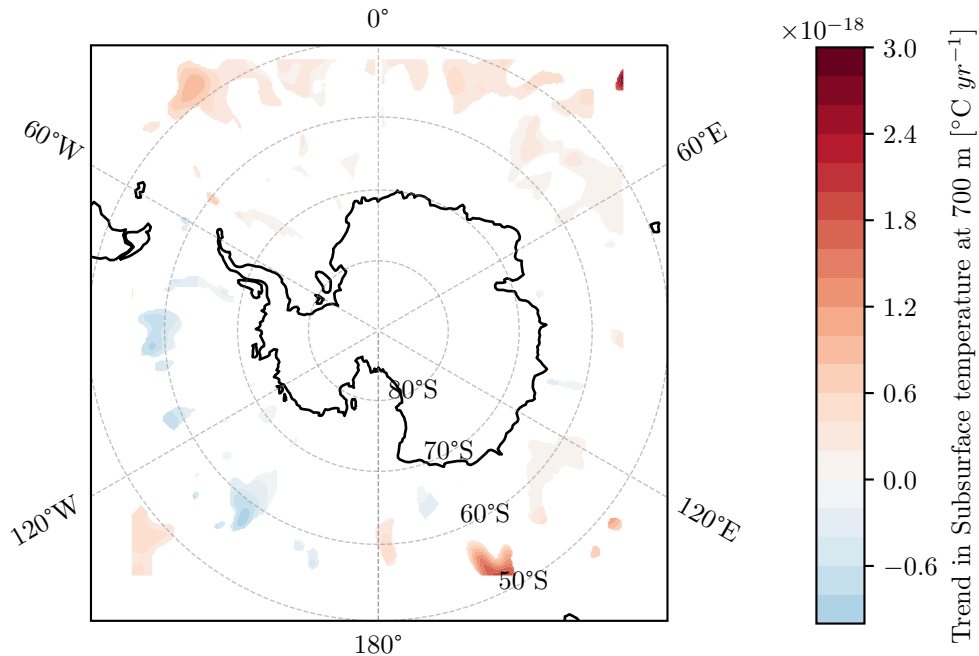 0°
60°W
60°E
80°S
70°S
60°S
50°S
120°W
120°E
180°
×10⁻¹⁸
3.0
2.4
1.8
1.2
0.6
0.0
−0.6
Trend in Subsurface temperature at 700 m [°C yr⁻¹]